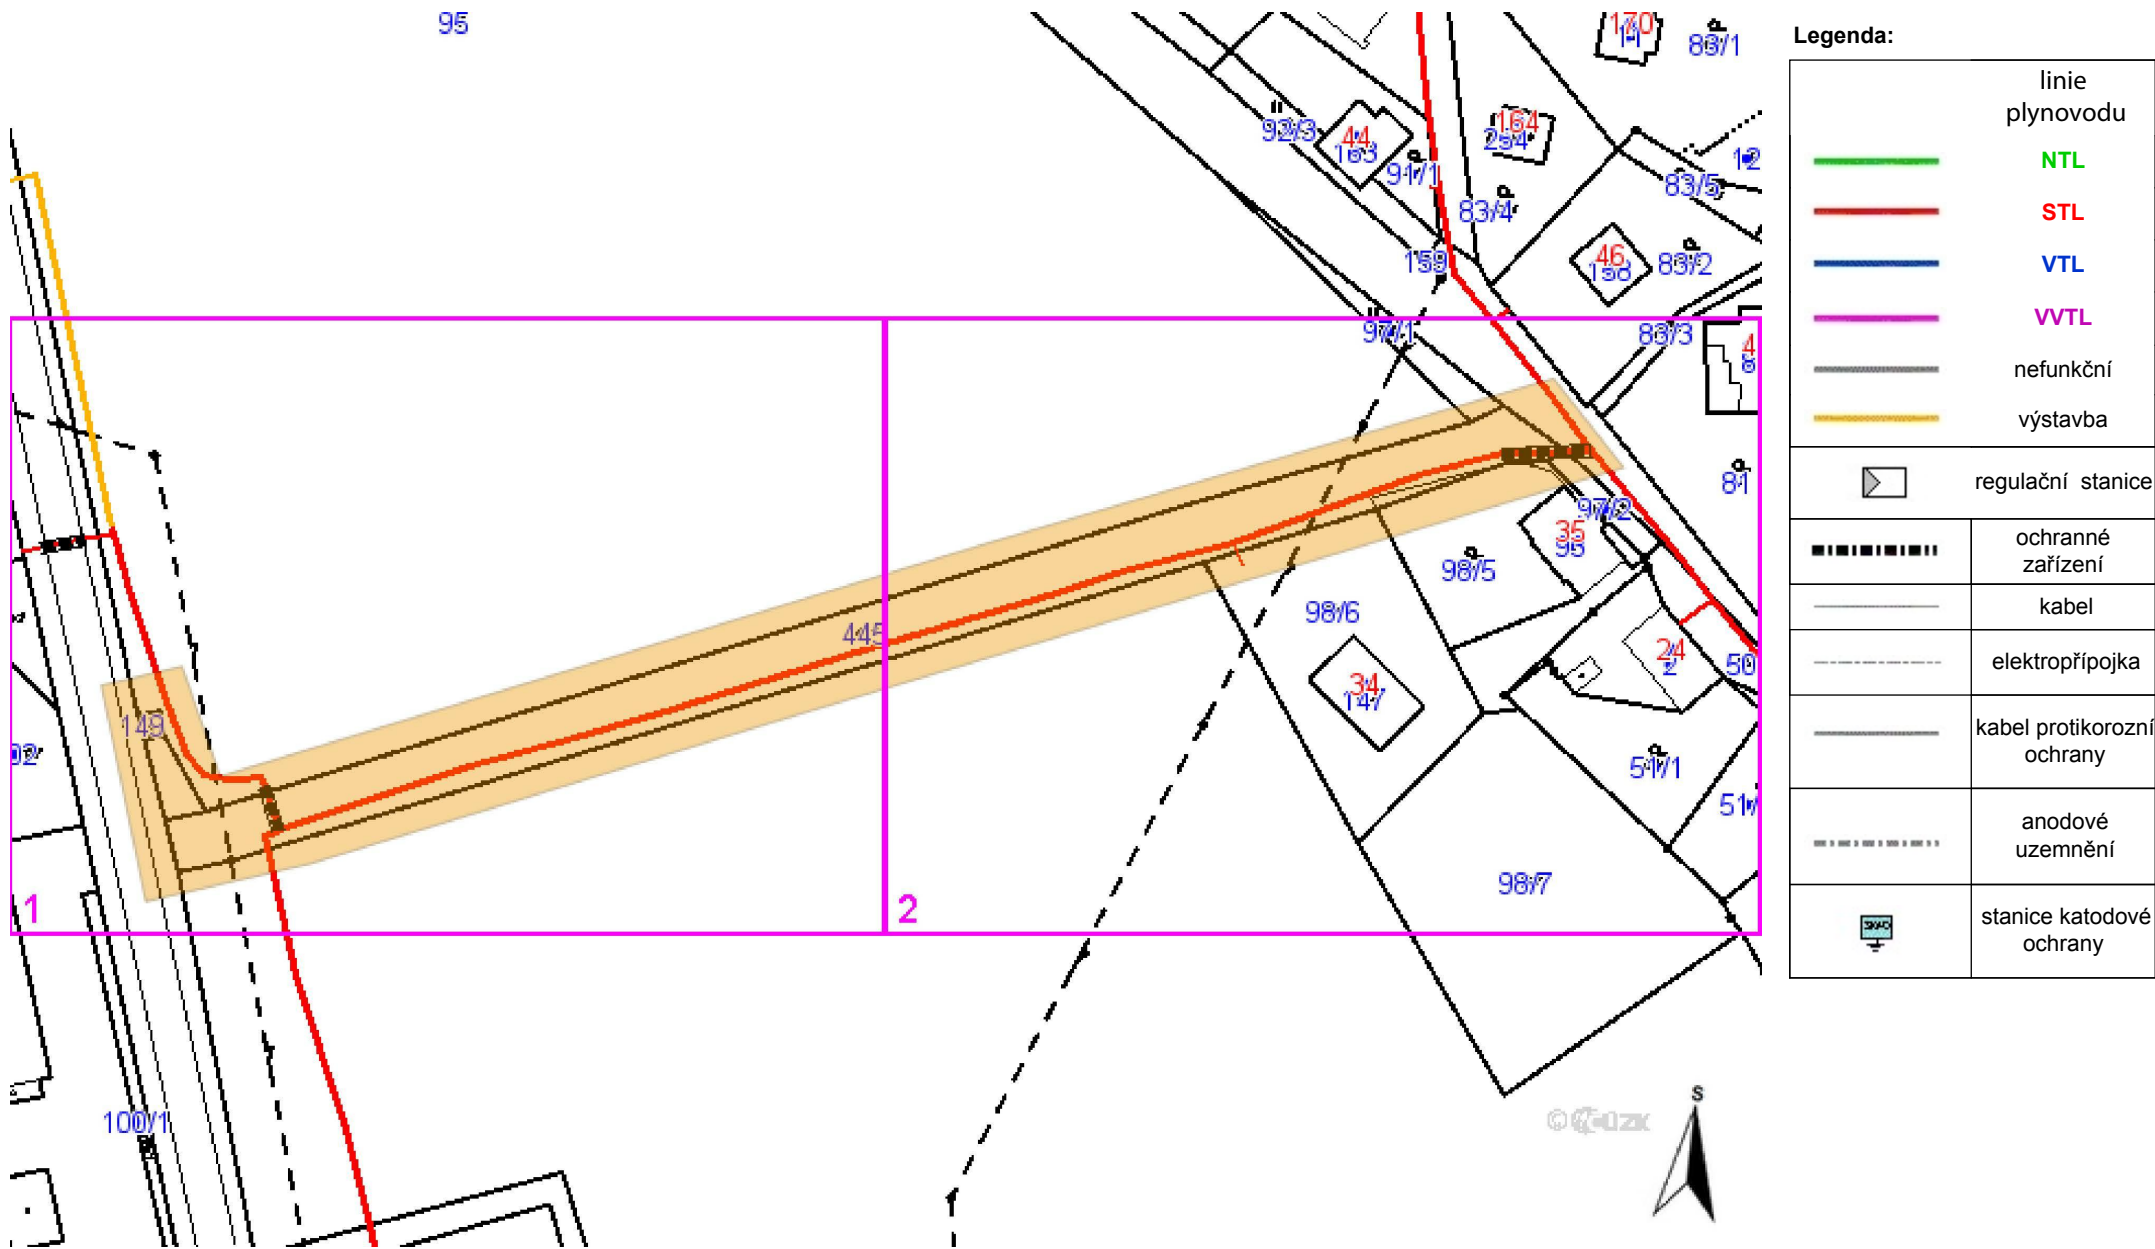 95
170
83/1
92/3
44
163
91/1
164
254
83/4
12
83/5
46
158
83/2
159
97/1
83/3
4
8
81
97/2
35
95
98/5
98/6
445
34
147
24
2
50
149
02
51/1
51/
98/7
1
2
100/1
S
Legenda:
linie
plynovodu
NTL
STL
VTL
VVTL
nefunkční
výstavba
regulační stanice
ochranné
zařízení
kabel
elektropřípojka
kabel protikorozní
ochrany
anodové
uzemnění
stanice katodové
ochrany